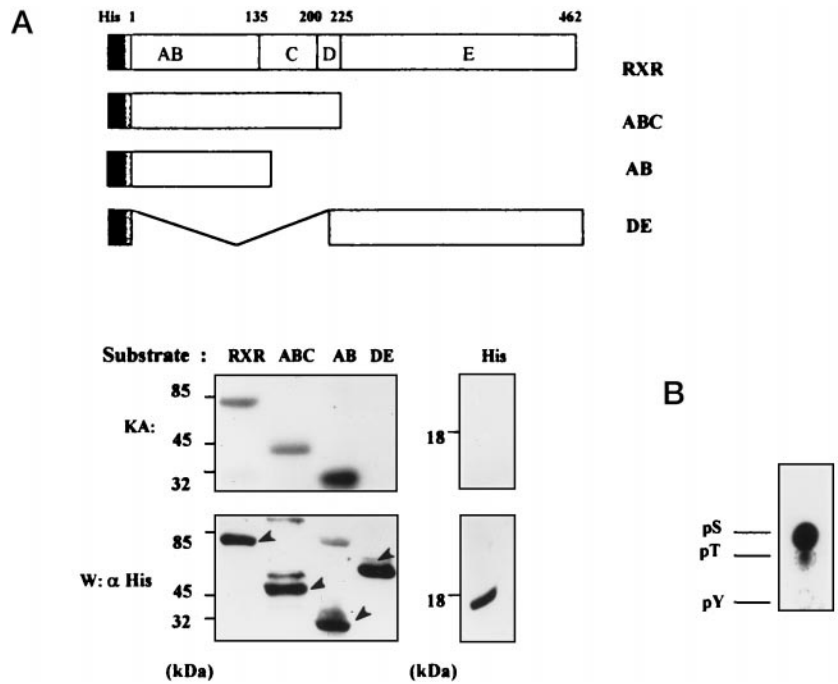 A
His 1 135 200 225 462
AB C D E
RXR
ABC
AB
DE
Substrate : RXR ABC AB DE
His
KA:
85
45
32
18
W: α His
85
45
32
18
(kDa)
(kDa)
B
pS
pT
pY